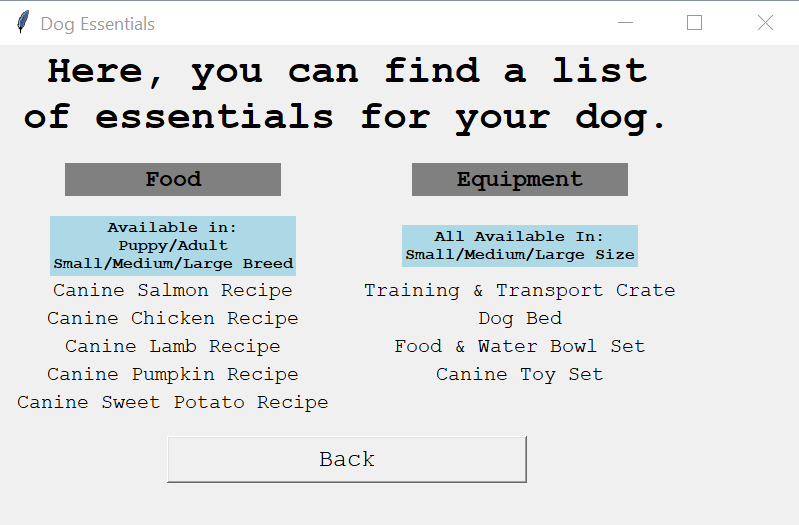 Dog Essentials
Here, you can find a list
of essentials for your dog.
Food
Available in:
Puppy/Adult
Small/Medium/Large Breed
Canine Salmon Recipe
Canine Chicken Recipe
Canine Lamb Recipe
Canine Pumpkin Recipe
Canine Sweet Potato Recipe
Equipment
All Available In:
Small/Medium/Large Size
Training & Transport Crate
Dog Bed
Food & Water Bowl Set
Canine Toy Set
Back